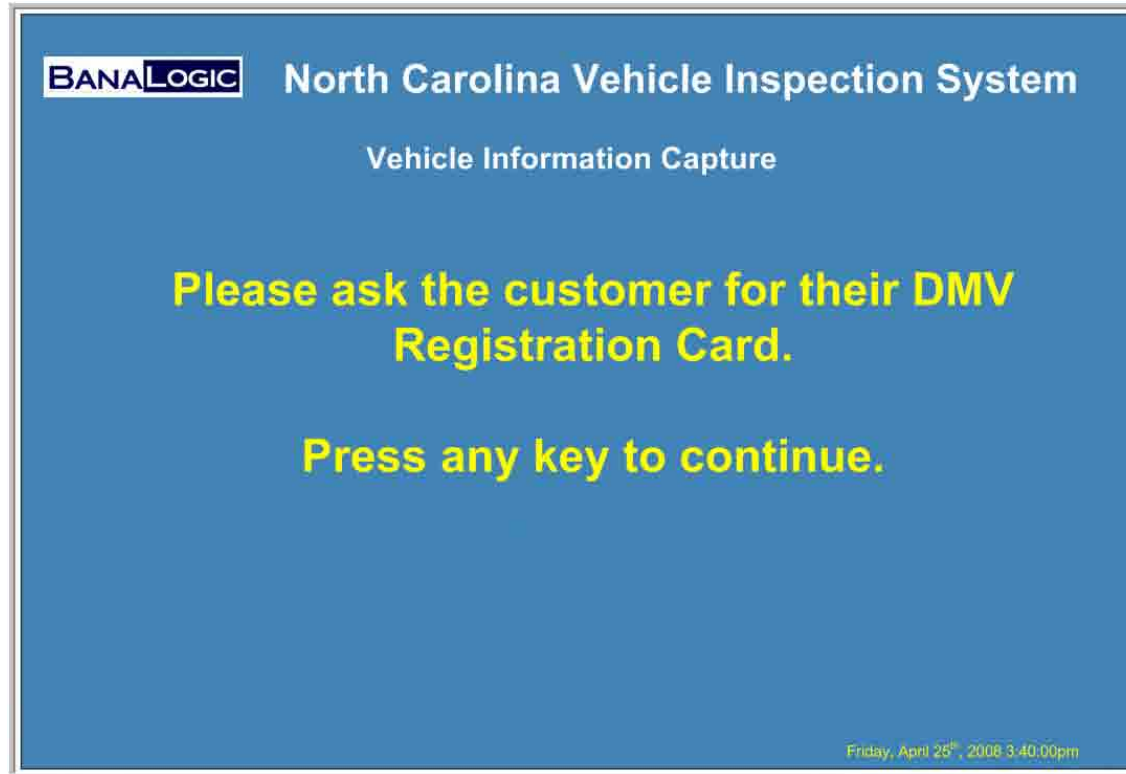 BANALOGIC North Carolina Vehicle Inspection System
Vehicle Information Capture
Please ask the customer for their DMV
Registration Card.
Press any key to continue.
Friday, April 25th, 2008 3:40:00pm